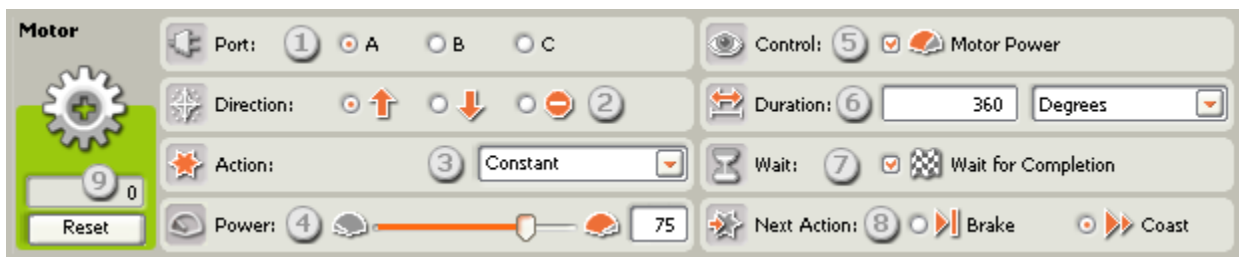 Motor
9
0
Reset
Port: 1 A B C
Direction: 2
Action: 3 Constant
Power: 4 75
Control: 5 Motor Power
Duration: 6 360 Degrees
Wait: 7 Wait for Completion
Next Action: 8 Brake Coast